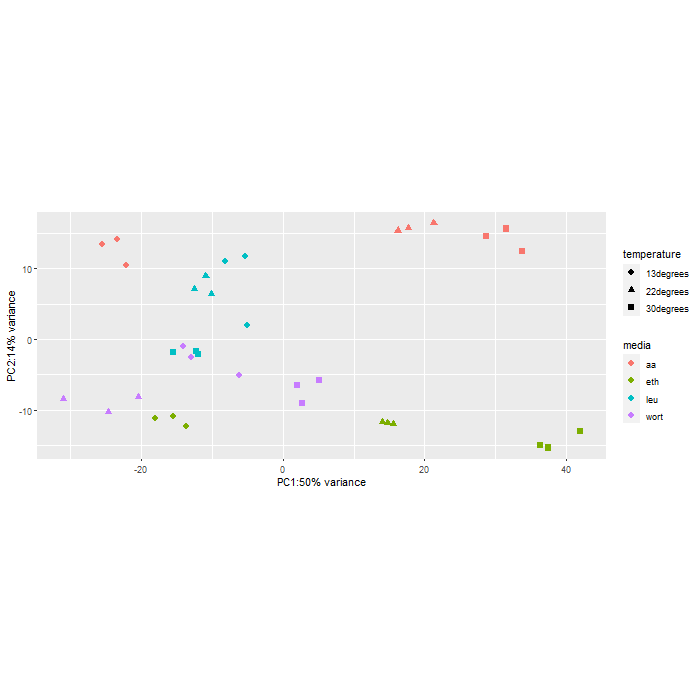 temperature
13degrees
22degrees
30degrees
media
aa
eth
leu
wort
10
0
-10
PC2:14% variance
-20
0
20
40
PC1:50% variance